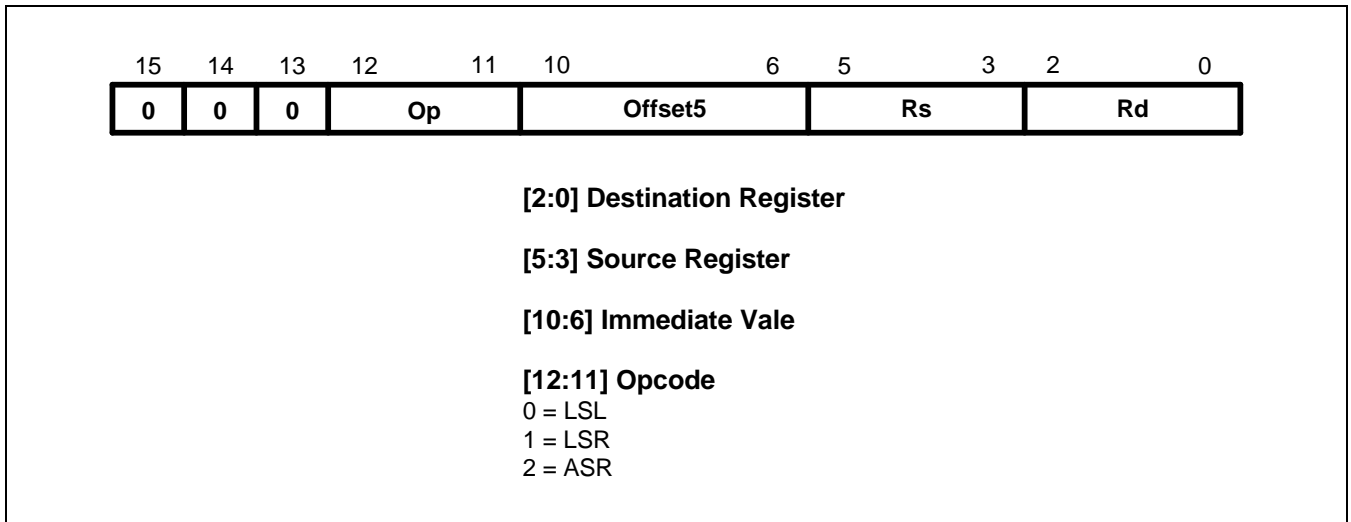 15 14 13 12 11 10 6 5 3 2 0
0 0 0 Op Offset5 Rs Rd
[2:0] Destination Register
[5:3] Source Register
[10:6] Immediate Vale
[12:11] Opcode
0 = LSL
1 = LSR
2 = ASR